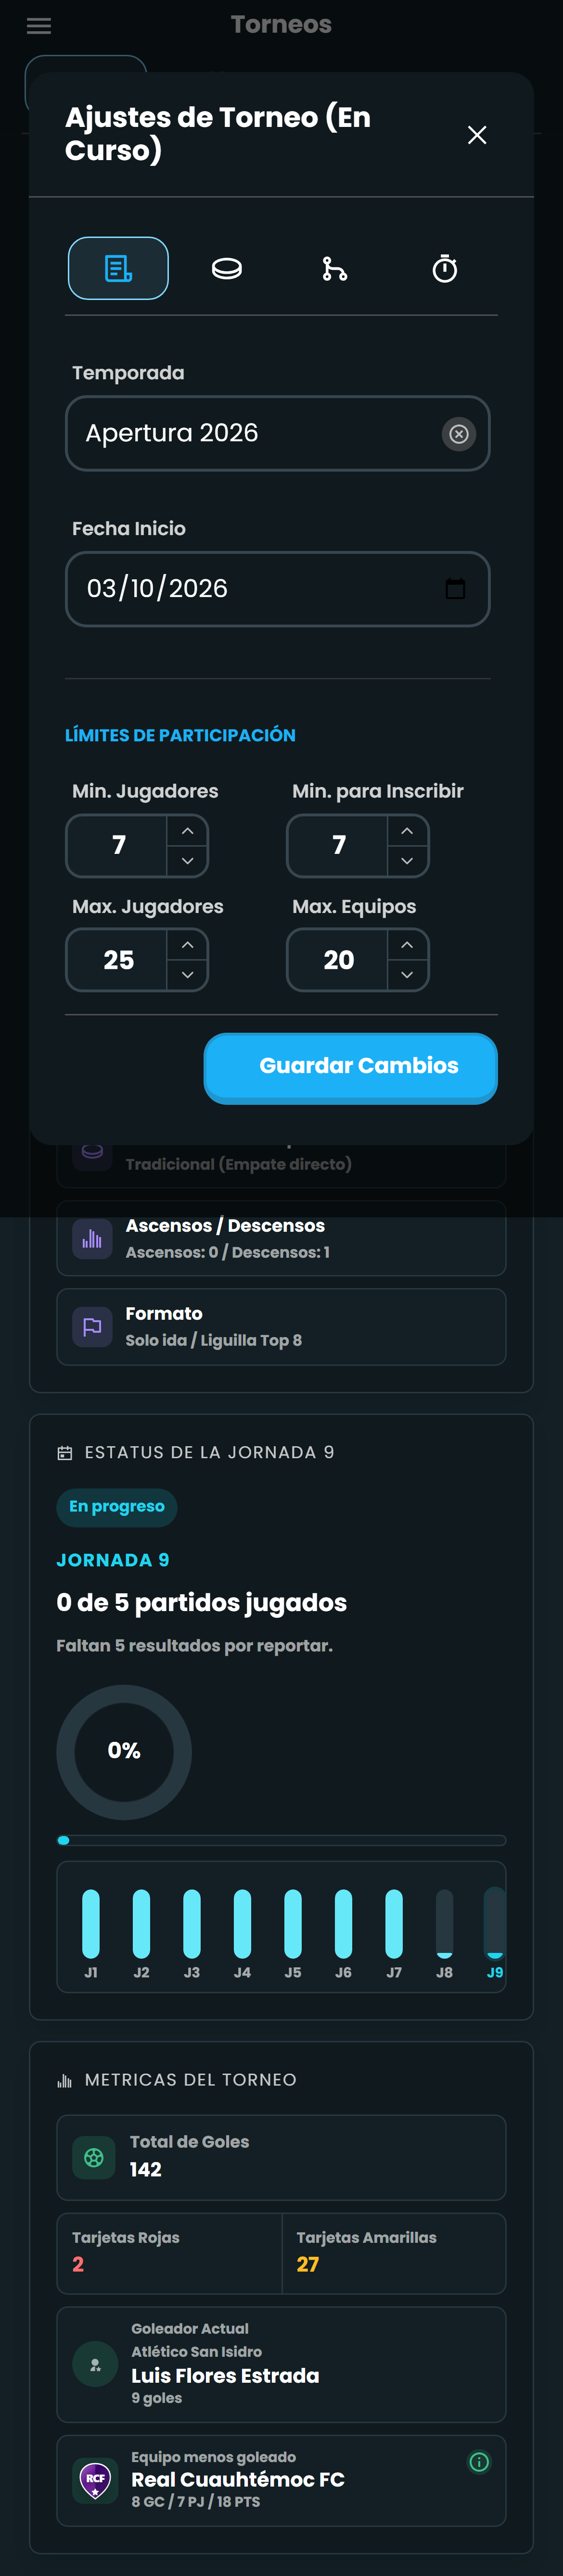 Torneos
Ajustes de Torneo (En
Curso)
Temporada
Apertura 2026
Fecha Inicio
03/10/2026
LÍMITES DE PARTICIPACIÓN
Min. Jugadores
Min. para Inscribir
7
7
Max. Jugadores
Max. Equipos
25
20
Guardar Cambios
Tradicional (Empate directo)
Ascensos / Descensos
Ascensos: 0 / Descensos: 1
Formato
Solo ida / Liguilla Top 8
ESTATUS DE LA JORNADA 9
En progreso
JORNADA 9
0 de 5 partidos jugados
Faltan 5 resultados por reportar.
0%
J1 J2 J3 J4 J5 J6 J7 J8 J9
METRICAS DEL TORNEO
Total de Goles
142
Tarjetas Rojas
2
Tarjetas Amarillas
27
Goleador Actual
Atlético San Isidro
Luis Flores Estrada
9 goles
RCF
Equipo menos goleado
Real Cuauhtémoc FC
8 GC / 7 PJ / 18 PTS